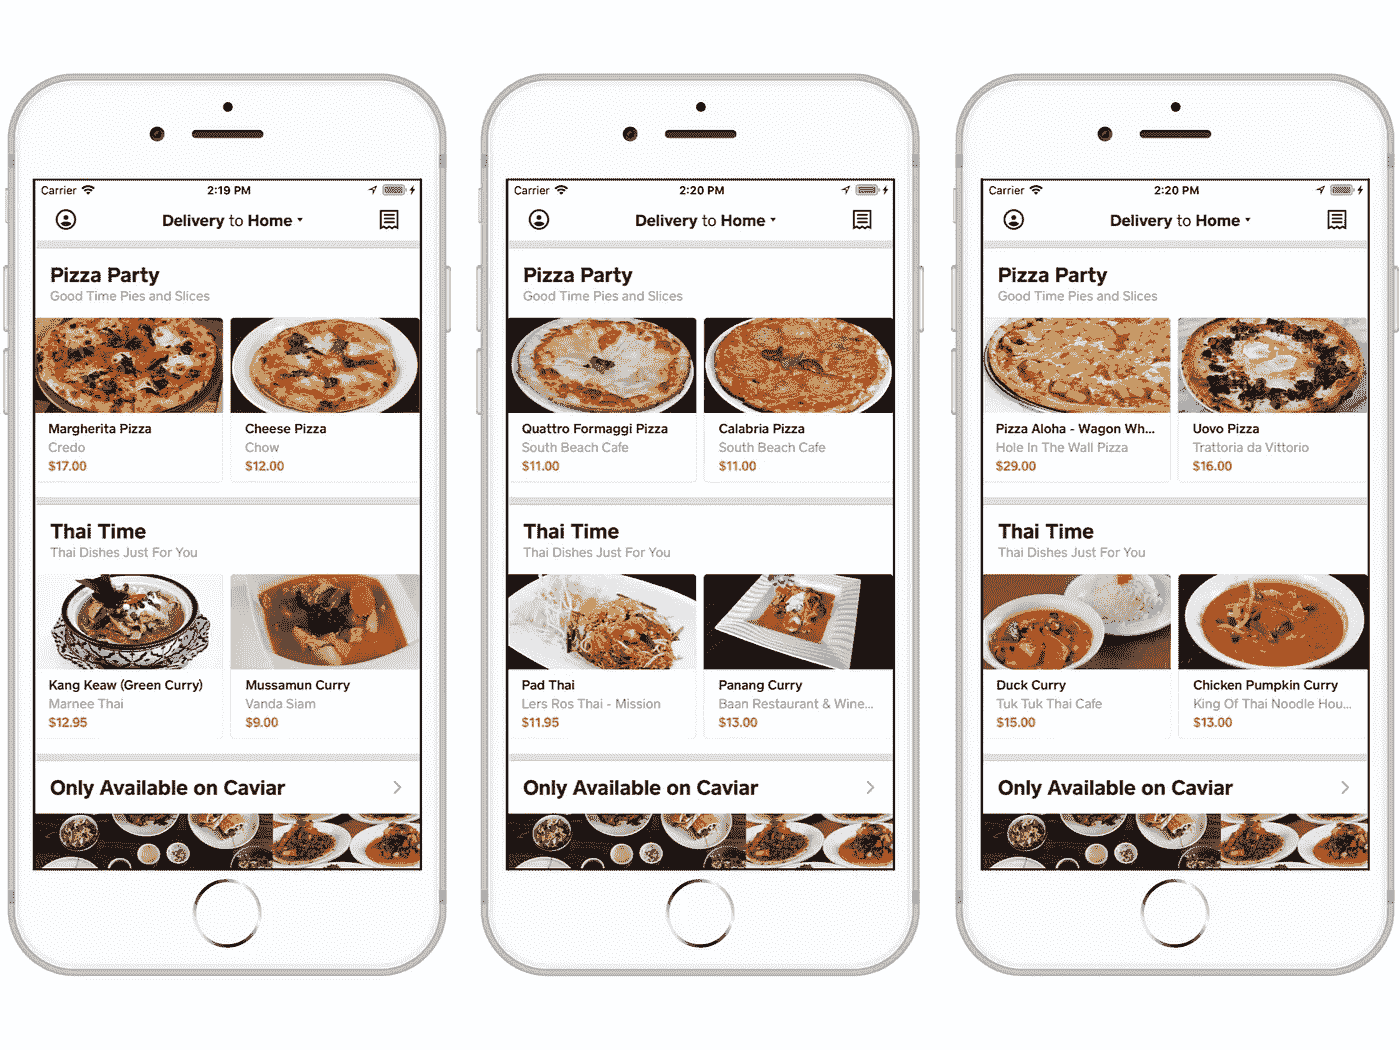 Carrier 2:19 PM
Delivery to Home
Pizza Party
Good Time Pies and Slices
Margherita Pizza
Credo
$17.00
Cheese Pizza
Chow
$12.00
Thai Time
Thai Dishes Just For You
Kang Keaw (Green Curry)
Marnee Thai
$12.95
Mussamun Curry
Vanda Siam
$9.00
Only Available on Caviar
Carrier 2:20 PM
Delivery to Home
Pizza Party
Good Time Pies and Slices
Quattro Formaggi Pizza
South Beach Cafe
$11.00
Calabria Pizza
South Beach Cafe
$11.00
Thai Time
Thai Dishes Just For You
Pad Thai
Lers Ros Thai - Mission
$11.95
Panang Curry
Baan Restaurant & Wine...
$13.00
Only Available on Caviar
Carrier 2:20 PM
Delivery to Home
Pizza Party
Good Time Pies and Slices
Pizza Aloha - Wagon Wh...
Hole In The Wall Pizza
$29.00
Uovo Pizza
Trattoria da Vittorio
$16.00
Thai Time
Thai Dishes Just For You
Duck Curry
Tuk Tuk Thai Cafe
$15.00
Chicken Pumpkin Curry
King Of Thai Noodle Hou...
$13.00
Only Available on Caviar